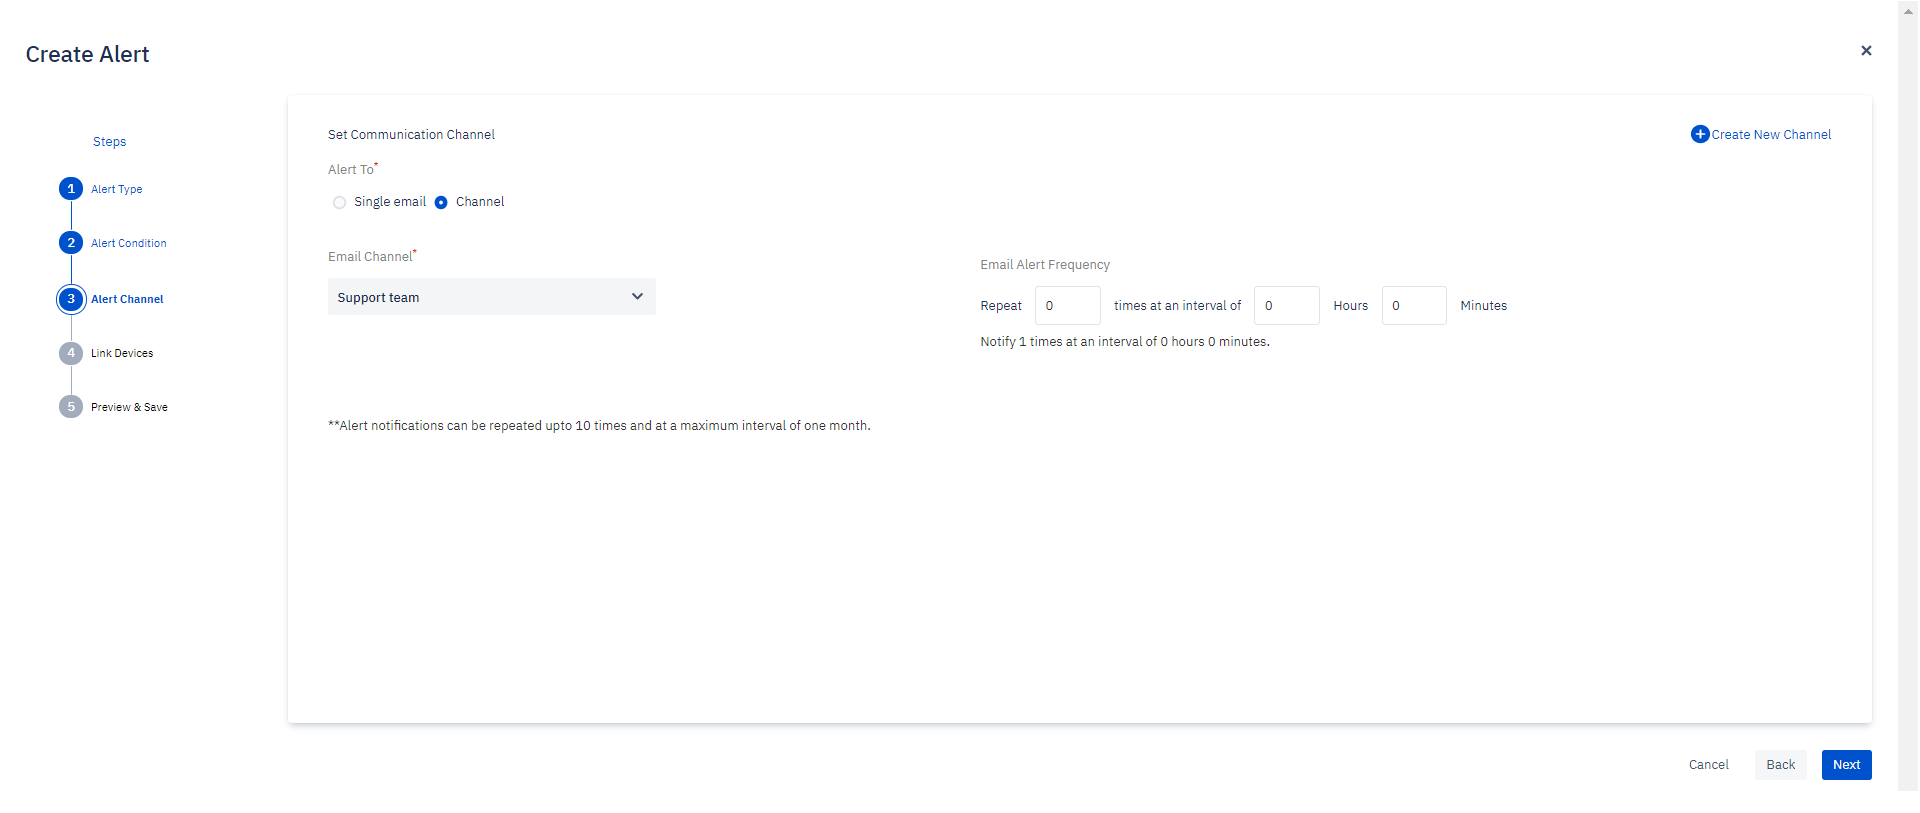 Create Alert
Steps
1 Alert Type
2 Alert Condition
3 Alert Channel
4 Link Devices
5 Preview & Save
Set Communication Channel
Create New Channel
Alert To*
Single email Channel
Email Channel*
Support team
Email Alert Frequency
Repeat 0 times at an interval of 0 Hours 0 Minutes
Notify 1 times at an interval of 0 hours 0 minutes.
**Alert notifications can be repeated upto 10 times and at a maximum interval of one month.
Cancel Back Next